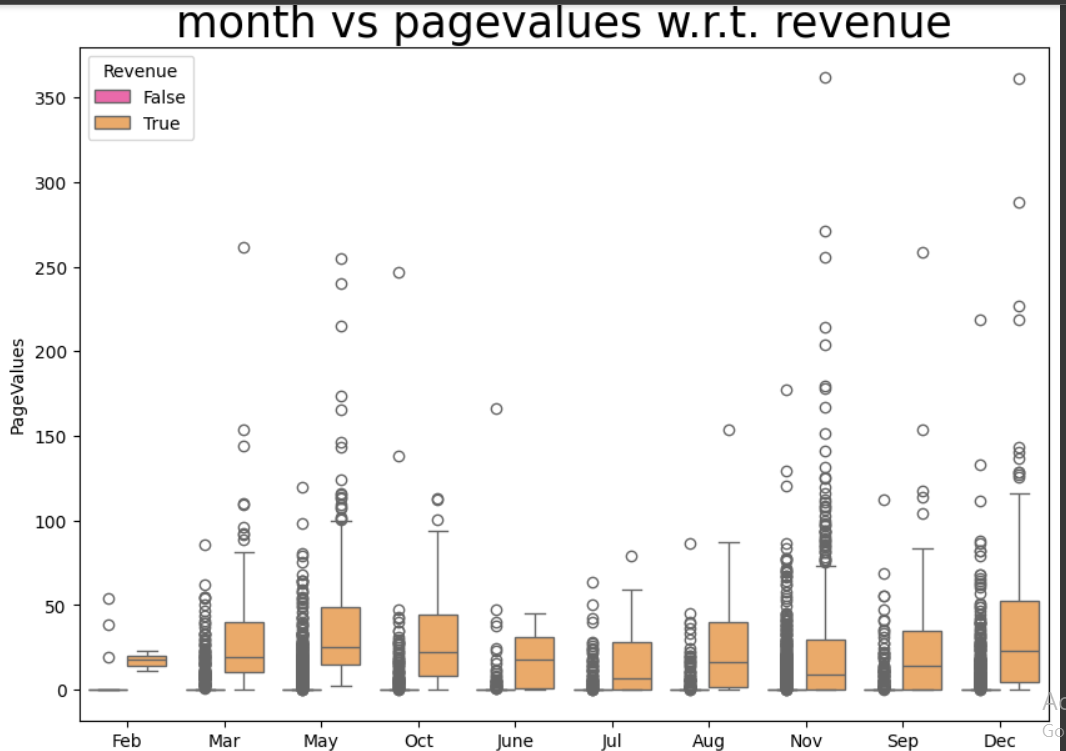 month vs pagevalues w.r.t. revenue
Revenue
False
True
350
300
250
200
150
100
50
0
PageValues
Feb Mar May Oct June Jul Aug Nov Sep Dec